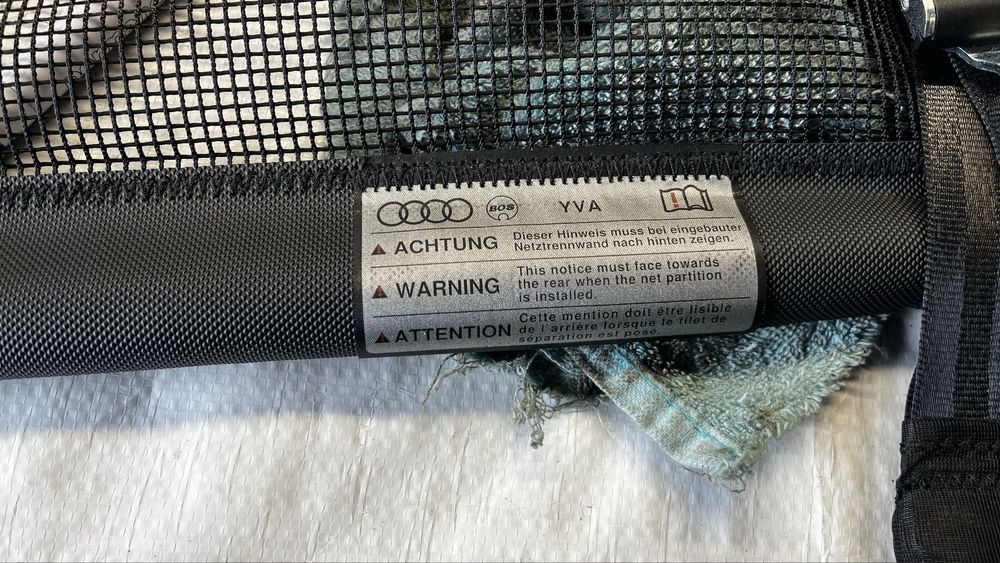 BOS YVA
ACHTUNG Dieser Hinweis muss bei eingebauter
Netztrennwand nach hinten zeigen.
WARNING This notice must face towards
the rear when the net partition
is installed.
ATTENTION Cette mention doit être lisible
de l'arrière lorsque le filet de
séparation est posé.